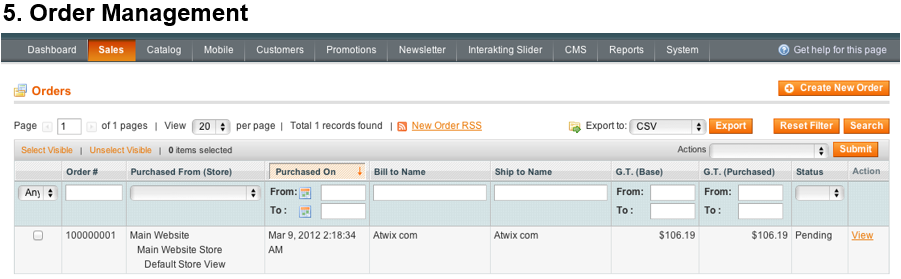 5. Order Management
Dashboard Sales Catalog Mobile Customers Promotions Newsletter Interakting Slider CMS Reports System Get help for this page
Orders Create New Order
Page 1 of 1 pages | View 20 per page | Total 1 records found | New Order RSS Export to: CSV Export Reset Filter Search
Select Visible | Unselect Visible | 0 items selected Actions Submit
Order # Purchased From (Store) Purchased On Bill to Name Ship to Name G.T. (Base) G.T. (Purchased) Status Action
Any From: From: From:
To : To : To :
100000001 Main Website Mar 9, 2012 2:18:34 Atwix com Atwix com $106.19 $106.19 Pending View
Main Website Store AM
Default Store View